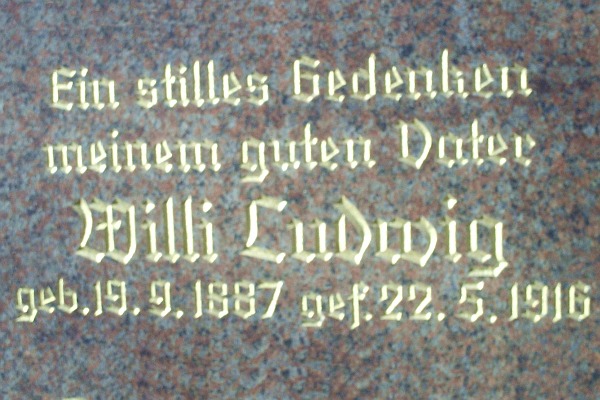 Ein stilles Gedenken
meinem guten Vater
Willi Ludwig
geb. 19. 9. 1887 gef. 22. 5. 1916